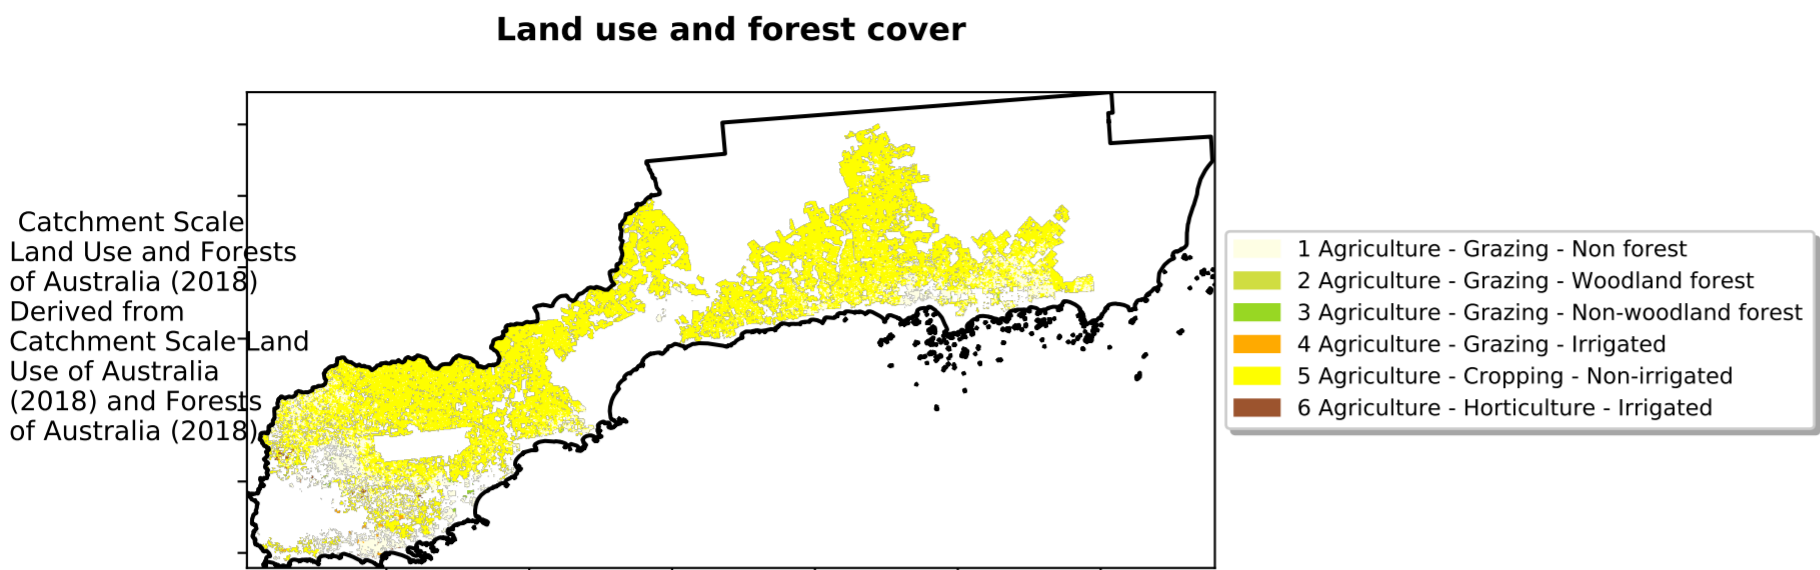 Land use and forest cover
Catchment Scale
Land Use and Forests
of Australia (2018)
Derived from
Catchment Scale Land
Use of Australia
(2018) and Forests
of Australia (2018)
1 Agriculture - Grazing - Non forest
2 Agriculture - Grazing - Woodland forest
3 Agriculture - Grazing - Non-woodland forest
4 Agriculture - Grazing - Irrigated
5 Agriculture - Cropping - Non-irrigated
6 Agriculture - Horticulture - Irrigated